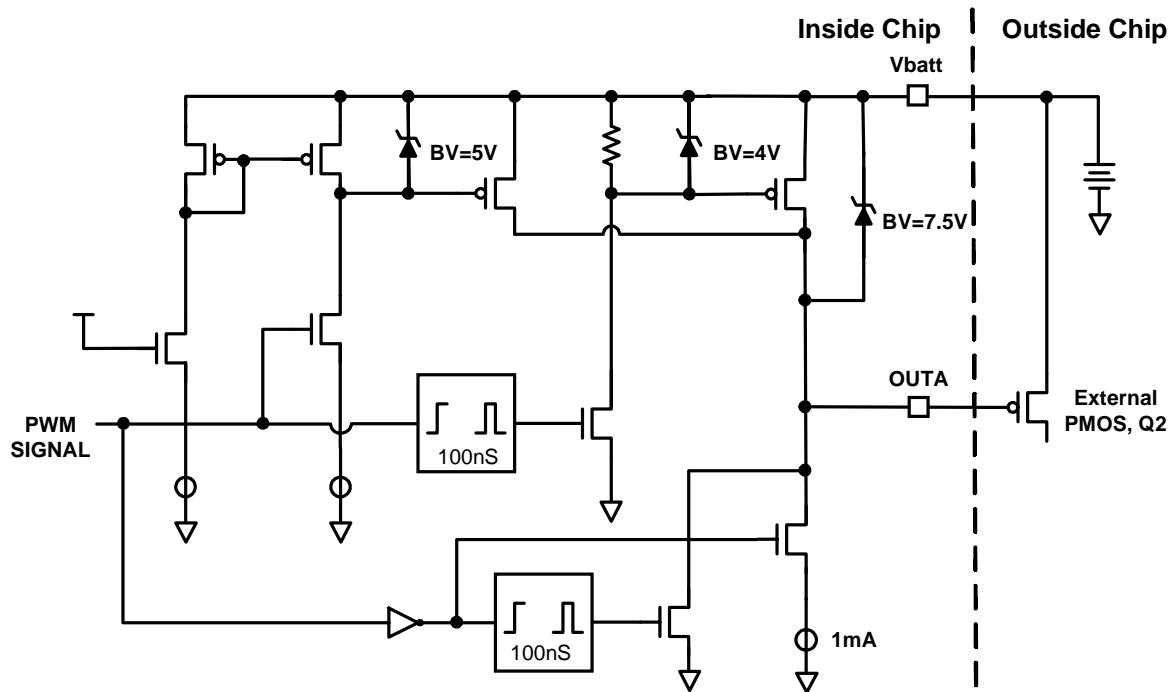 Inside Chip
Outside Chip
Vbatt
BV=5V
BV=4V
BV=7.5V
OUTA
External
PMOS, Q2
PWM
SIGNAL
100nS
100nS
1mA